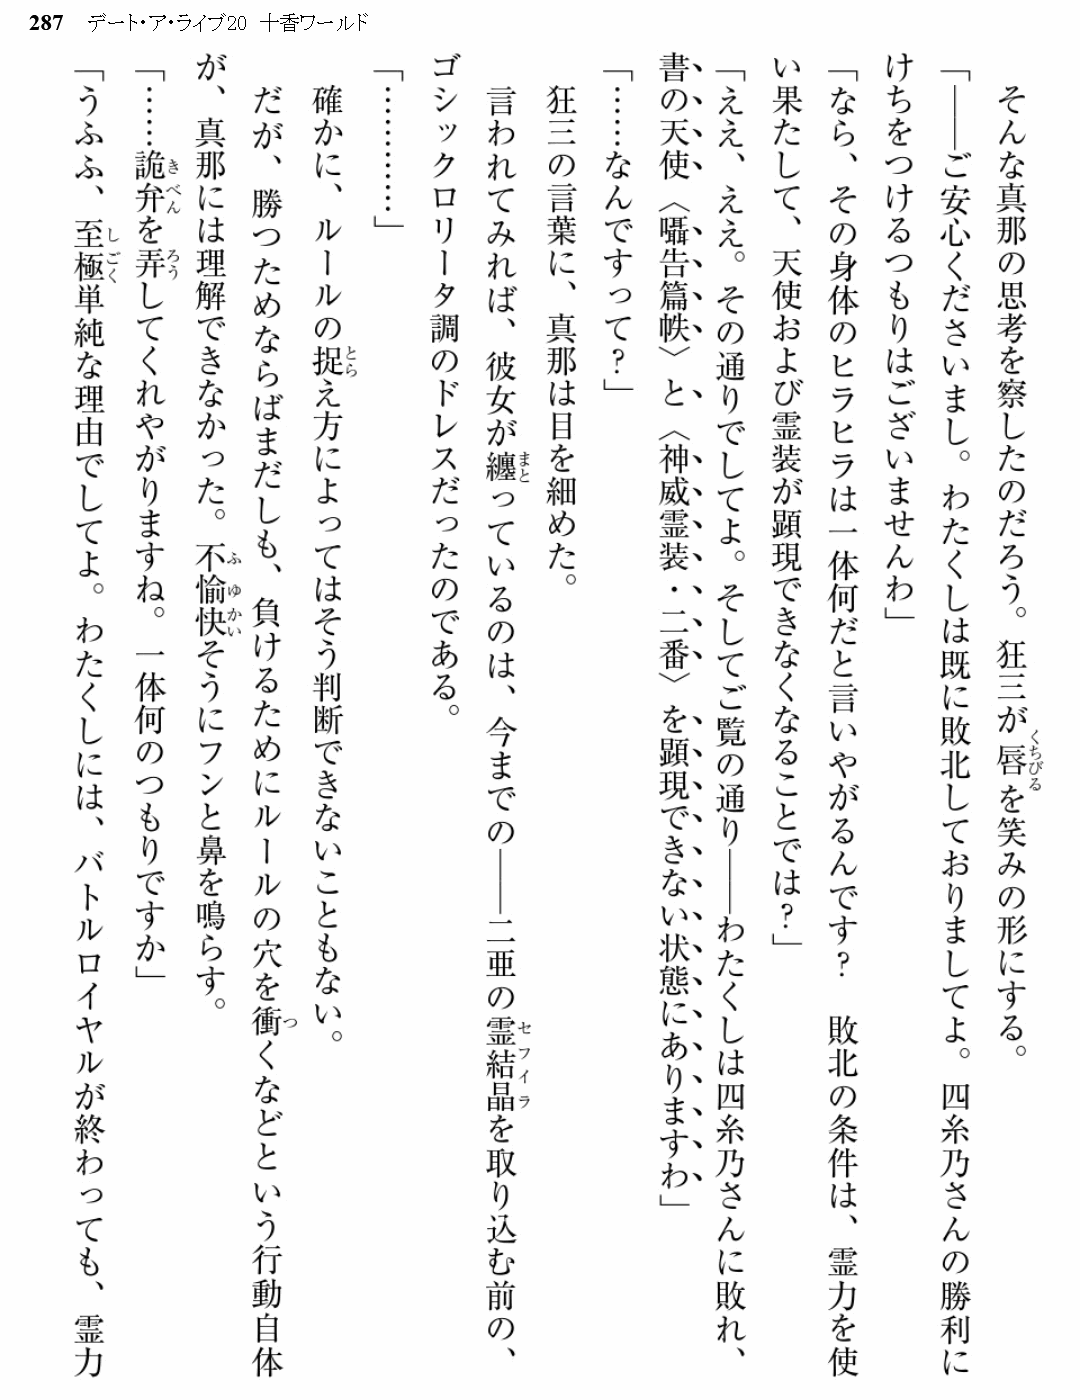 287 デート・ア・ライブ20 十香ワールド
そんな真那の思考を察したのだろう。狂三が唇を笑みの形にする。
「――ご安心くださいまし。わたくしは既に敗北しておりましてよ。四糸乃さんの勝利に
けちをつけるつもりはございませんわ」
「なら、その身体のヒラヒラは一体何だと言いやがるんです？　敗北の条件は、霊力を使
い果たして、天使および霊装が顕現できなくなることでは？」
「ええ、ええ。その通りでしてよ。そしてご覧の通り――わたくしは四糸乃さんに敗れ、
書の天使〈囁告篇帙〉と〈神威霊装・二番〉を顕現できない状態にありますわ」
「……なんですって？」
狂三の言葉に、真那は目を細めた。
言われてみれば、彼女が纏っているのは、今までの――二亜の霊結晶を取り込む前の、
ゴシックロリータ調のドレスだったのである。
「…………」
確かに、ルールの捉え方によってはそう判断できないこともない。
だが、勝つためならばまだしも、負けるためにルールの穴を衝くなどという行動自体
が、真那には理解できなかった。不愉快そうにフンと鼻を鳴らす。
「……詭弁を弄してくれやがりますね。一体何のつもりですか」
「うふふ、至極単純な理由でしてよ。わたくしには、バトルロイヤルが終わっても、霊力